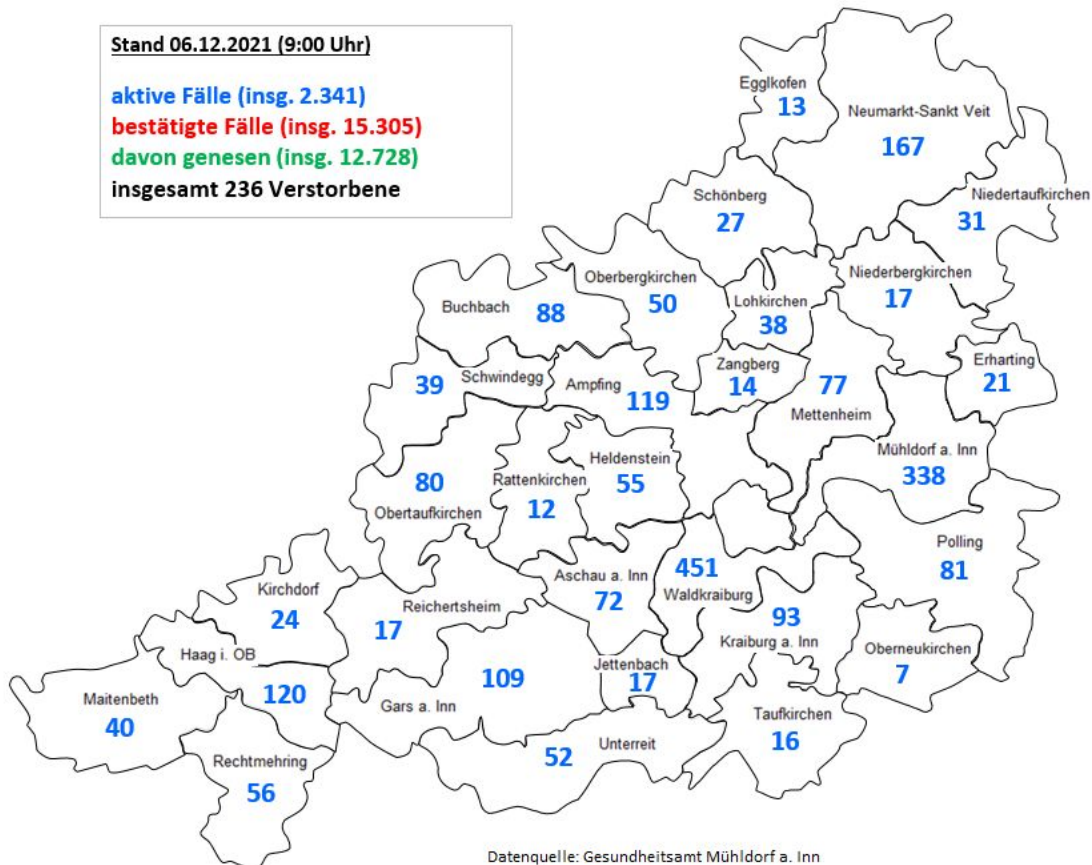 Stand 06.12.2021 (9:00 Uhr)
aktive Fälle (insg. 2.341)
bestätigte Fälle (insg. 15.305)
davon genesen (insg. 12.728)
insgesamt 236 Verstorbene
Egglkofen
13
Neumarkt-Sankt Veit
167
Schönberg
27
Niedertaufkirchen
31
Oberbergkirchen
50
Niederbergkirchen
17
Buchbach
88
Lohkirchen
38
Schwindegg
39
Ampfing
119
Zangberg
14
77
Mettenheim
Erharting
21
Mühldorf a. Inn
338
80
Obertaufkirchen
Rattenkirchen
12
Heldenstein
55
Polling
81
Aschau a. Inn
72
451
Waldkraiburg
93
Kraiburg a. Inn
Kirchdorf
24
Reichertsheim
17
Haag i. OB
120
Oberneukirchen
7
Jettenbach
17
109
Gars a. Inn
Maitenbeth
40
Taufkirchen
16
52
Unterreit
Rechtmehring
56
Datenquelle: Gesundheitsamt Mühldorf a. Inn